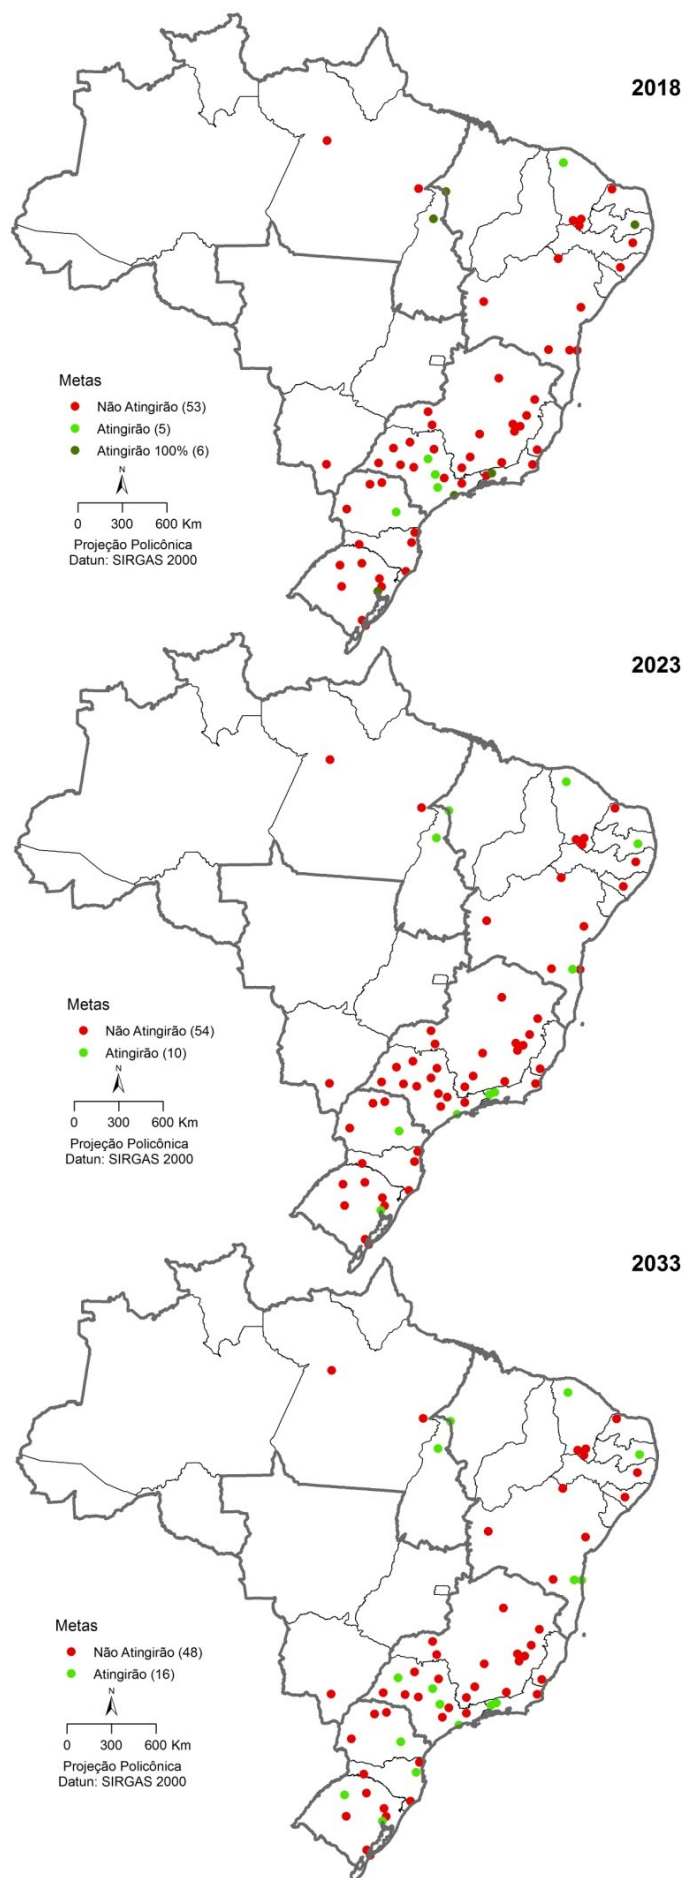 2018
Metas
Não Atingirão (53)
Atingirão (5)
Atingirão 100% (6)
N
0 300 600 Km
Projeção Policônica
Datun: SIRGAS 2000
2023
Metas
Não Atingirão (54)
Atingirão (10)
N
0 300 600 Km
Projeção Policônica
Datun: SIRGAS 2000
2033
Metas
Não Atingirão (48)
Atingirão (16)
N
0 300 600 Km
Projeção Policônica
Datun: SIRGAS 2000